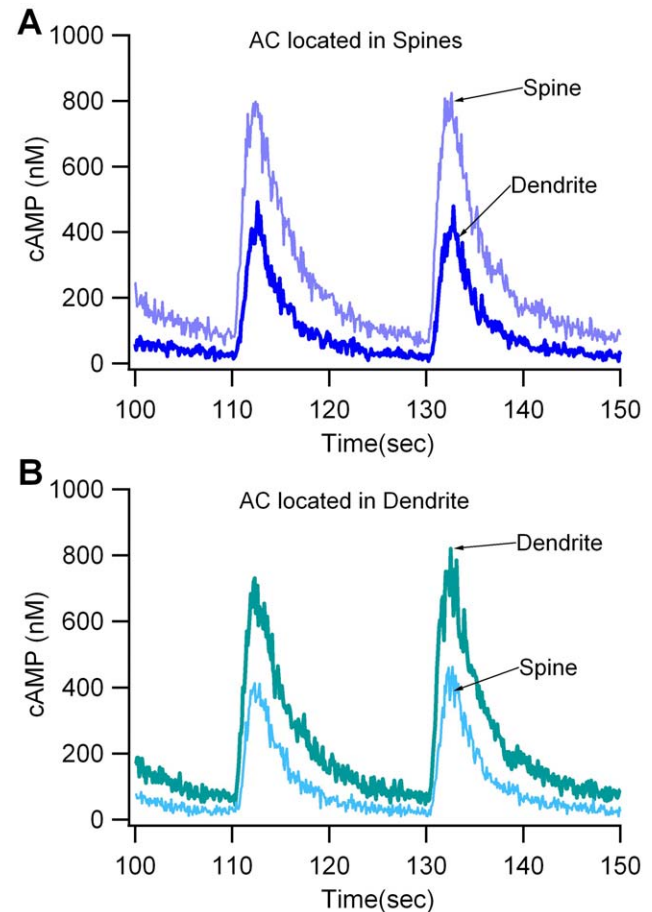 A
AC located in Spines
1000
800
600
400
200
0
cAMP (nM)
Spine
Dendrite
100 110 120 130 140 150
Time(sec)
B
AC located in Dendrite
1000
800
600
400
200
0
cAMP (nM)
Dendrite
Spine
100 110 120 130 140 150
Time(sec)